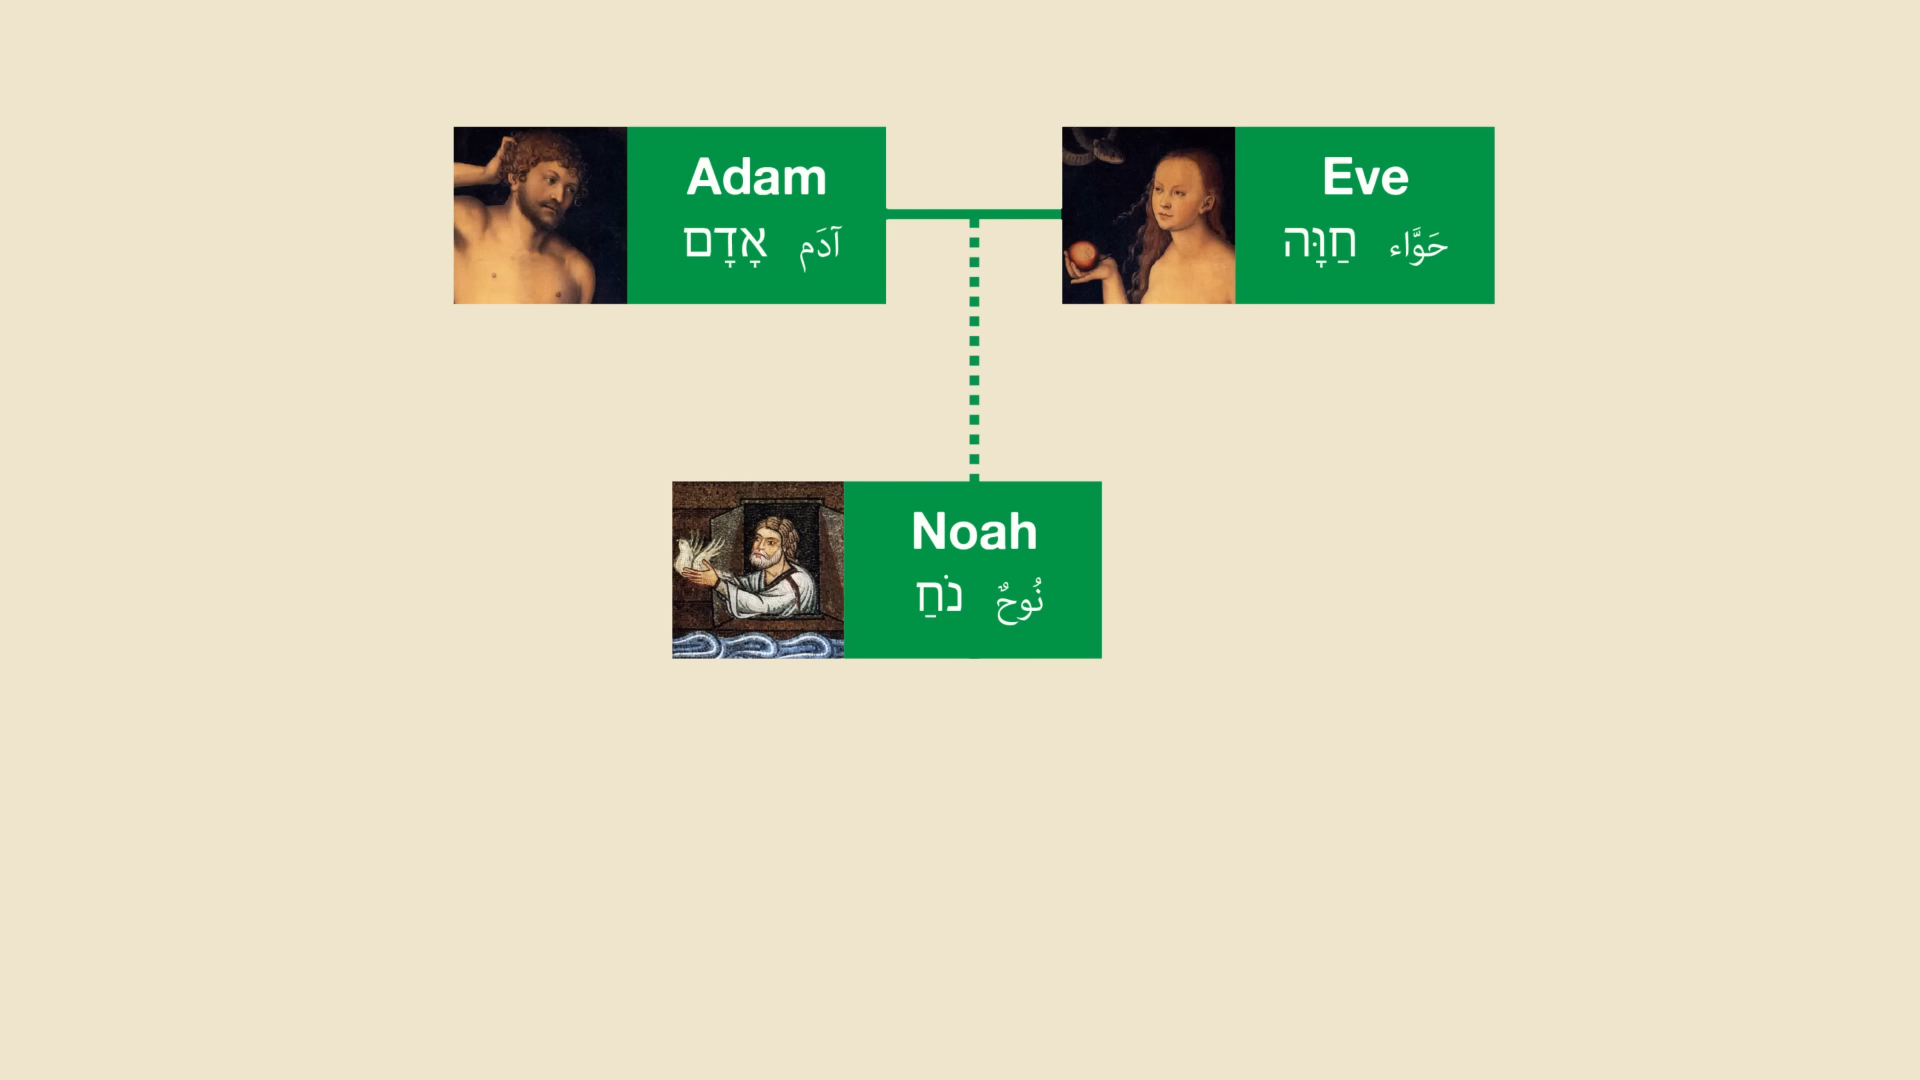 Adam
אָדָם آدَم
Eve
חַוָּה حَوَّاء
Noah
נֹחַ نُوحٌ